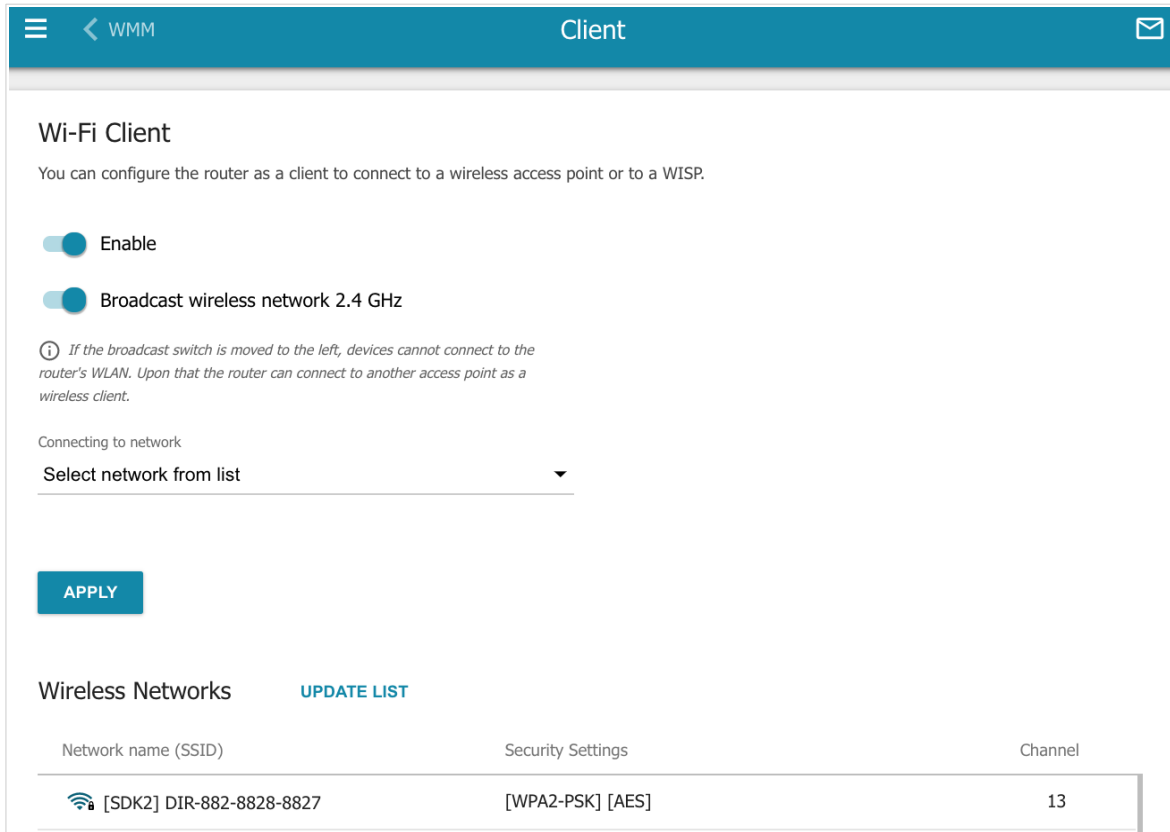 WMM
Client
Wi-Fi Client
You can configure the router as a client to connect to a wireless access point or to a WISP.
Enable
Broadcast wireless network 2.4 GHz
If the broadcast switch is moved to the left, devices cannot connect to the
router's WLAN. Upon that the router can connect to another access point as a
wireless client.
Connecting to network
Select network from list
APPLY
Wireless Networks UPDATE LIST
Network name (SSID) Security Settings Channel
[SDK2] DIR-882-8828-8827 [WPA2-PSK] [AES] 13